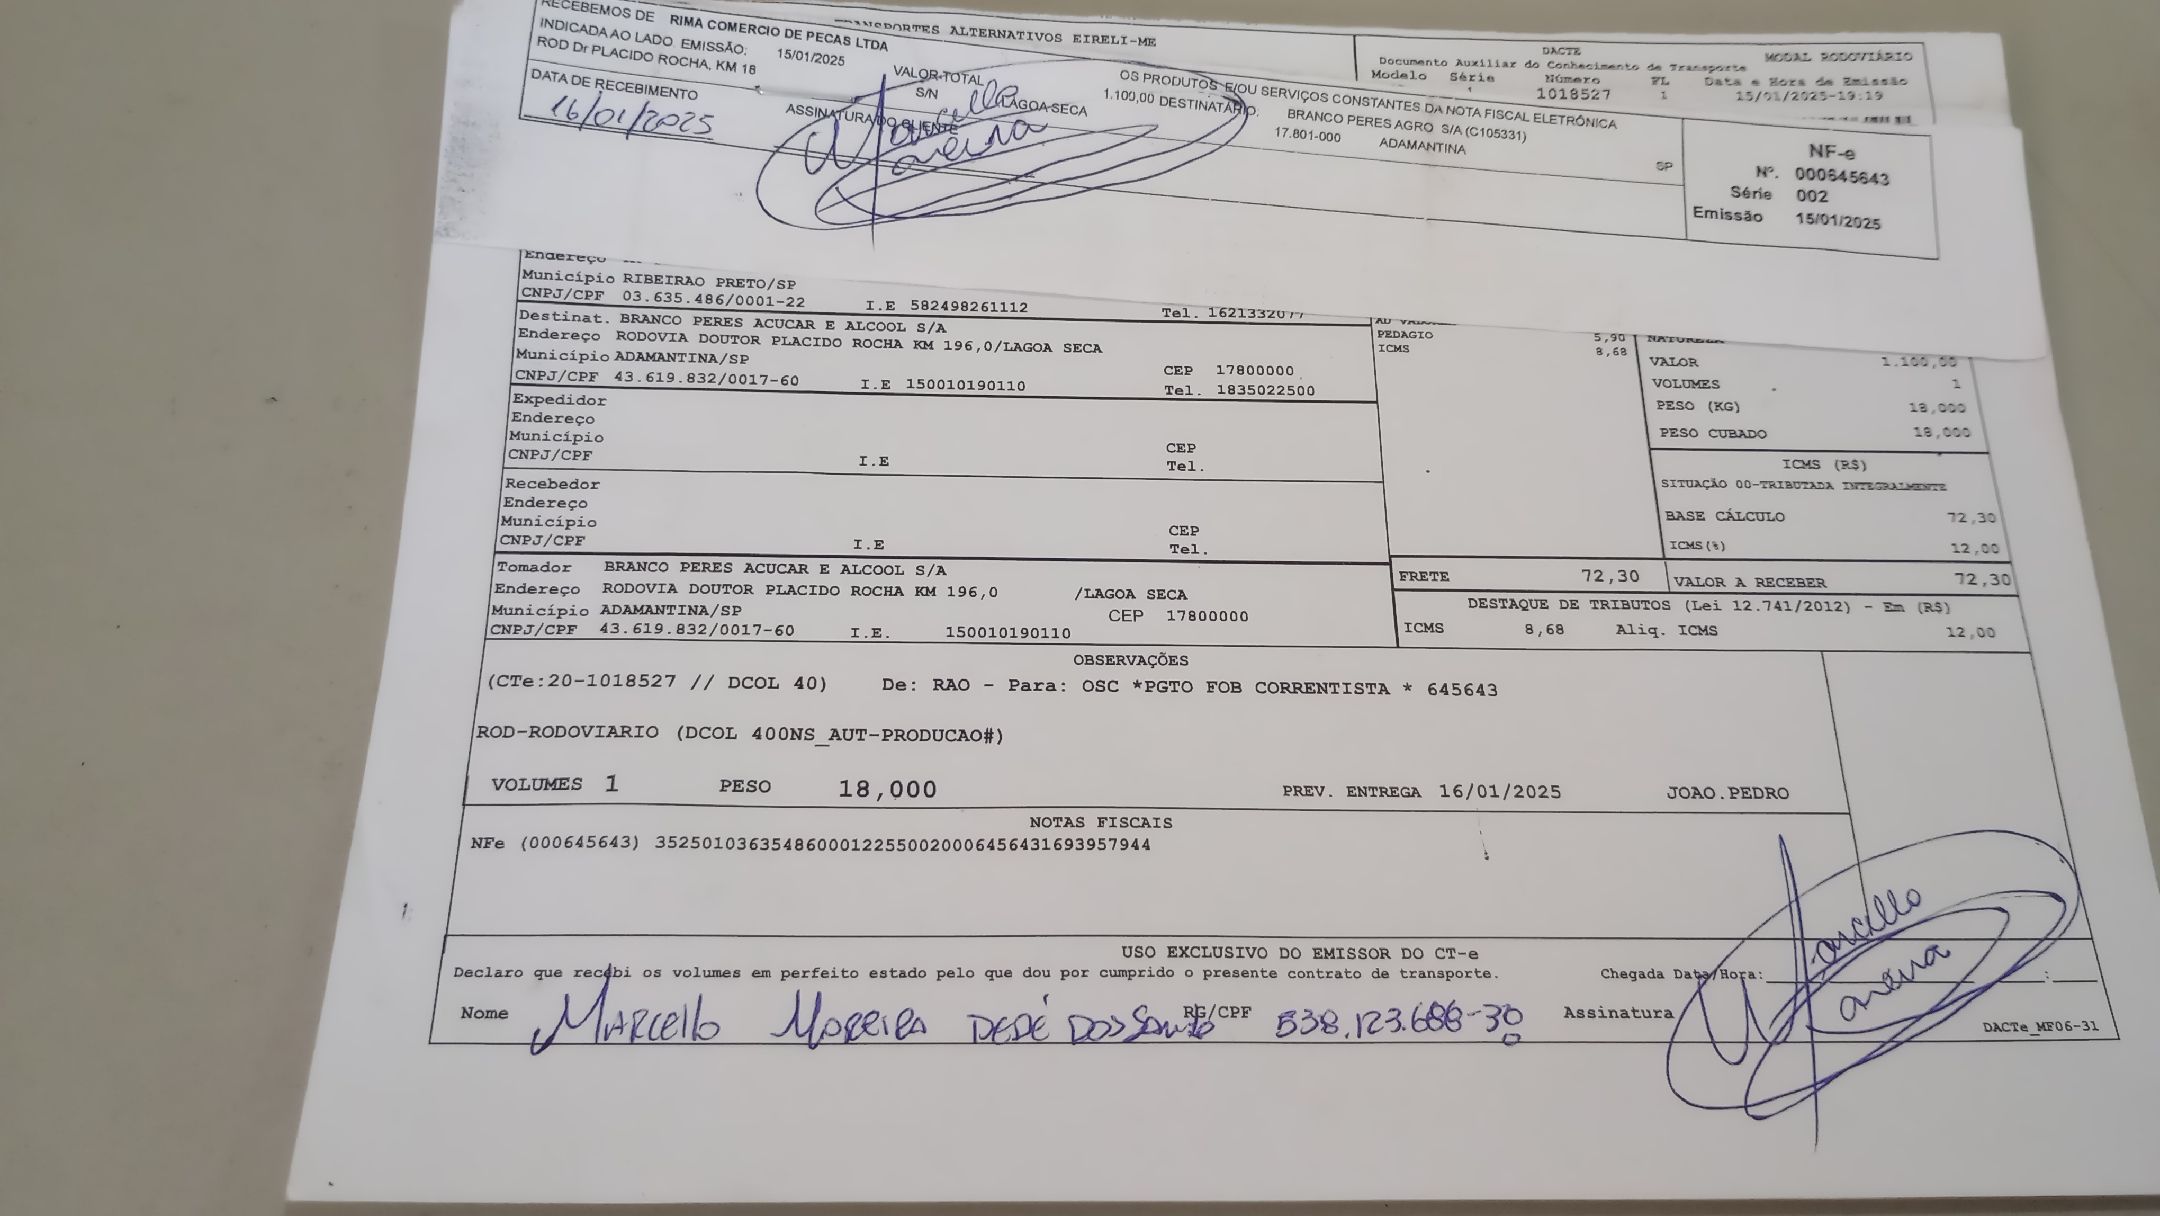 RECEBEMOS DE RIMA COMERCIO DE PECAS LTDA OS PRODUTOS E/OU SERVIÇOS CONSTANTES DA NOTA FISCAL ELETRÔNICA
INDICADA AO LADO EMISSÃO: 15/01/2025 VALOR TOTAL 1.100,00 DESTINATÁRIO. BRANCO PERES AGRO S/A (C105331)
ROD Dr PLACIDO ROCHA, KM 18 S/N LAGOA SECA 17.801-000 ADAMANTINA SP
DATA DE RECEBIMENTO ASSINATURA DO CLIENTE
16/01/2025
NF-e
Nº. 000645643
Série 002
Emissão 15/01/2025
TRANSPORTES ALTERNATIVOS EIRELI-ME
DACTE MODAL RODOVIÁRIO
Documento Auxiliar do Conhecimento de Transporte
Modelo Série Número FL Data e Hora de Emissão
1018527 1 15/01/2025-19:19
Endereço
Município RIBEIRAO PRETO/SP
CNPJ/CPF 03.635.486/0001-22 I.E 582498261112 Tel. 1621332077
Destinat. BRANCO PERES ACUCAR E ALCOOL S/A
Endereço RODOVIA DOUTOR PLACIDO ROCHA KM 196,0/LAGOA SECA
Município ADAMANTINA/SP CEP 17800000
CNPJ/CPF 43.619.832/0017-60 I.E 150010190110 Tel. 1835022500
Expedidor
Endereço
Município CEP
CNPJ/CPF I.E Tel.
Recebedor
Endereço
Município CEP
CNPJ/CPF I.E Tel.
Tomador BRANCO PERES ACUCAR E ALCOOL S/A
Endereço RODOVIA DOUTOR PLACIDO ROCHA KM 196,0 /LAGOA SECA
Município ADAMANTINA/SP CEP 17800000
CNPJ/CPF 43.619.832/0017-60 I.E. 150010190110
PEDAGIO 5,90
ICMS 8,68
NATUREZA
VALOR 1.100,00
VOLUMES 1
PESO (KG) 18,000
PESO CUBADO 18,000
ICMS (R$)
SITUAÇÃO 00-TRIBUTADA INTEGRALMENTE
BASE CÁLCULO 72,30
ICMS(%) 12,00
FRETE 72,30 VALOR A RECEBER 72,30
DESTAQUE DE TRIBUTOS (Lei 12.741/2012) - Em (R$)
ICMS 8,68 Aliq. ICMS 12,00
OBSERVAÇÕES
(CTe:20-1018527 // DCOL 40) De: RAO - Para: OSC *PGTO FOB CORRENTISTA * 645643
ROD-RODOVIARIO (DCOL 400NS_AUT-PRODUCAO#)
VOLUMES 1 PESO 18,000 PREV. ENTREGA 16/01/2025 JOAO.PEDRO
NOTAS FISCAIS
NFe (000645643) 35250103635486000122550020006456431693957944
USO EXCLUSIVO DO EMISSOR DO CT-e
Declaro que recebi os volumes em perfeito estado pelo que dou por cumprido o presente contrato de transporte. Chegada Data/Hora: :
Nome Marcello Moreira Dedé dos Santos RG/CPF 538.123.688-30 Assinatura Marcello
DACTe_MF06-31